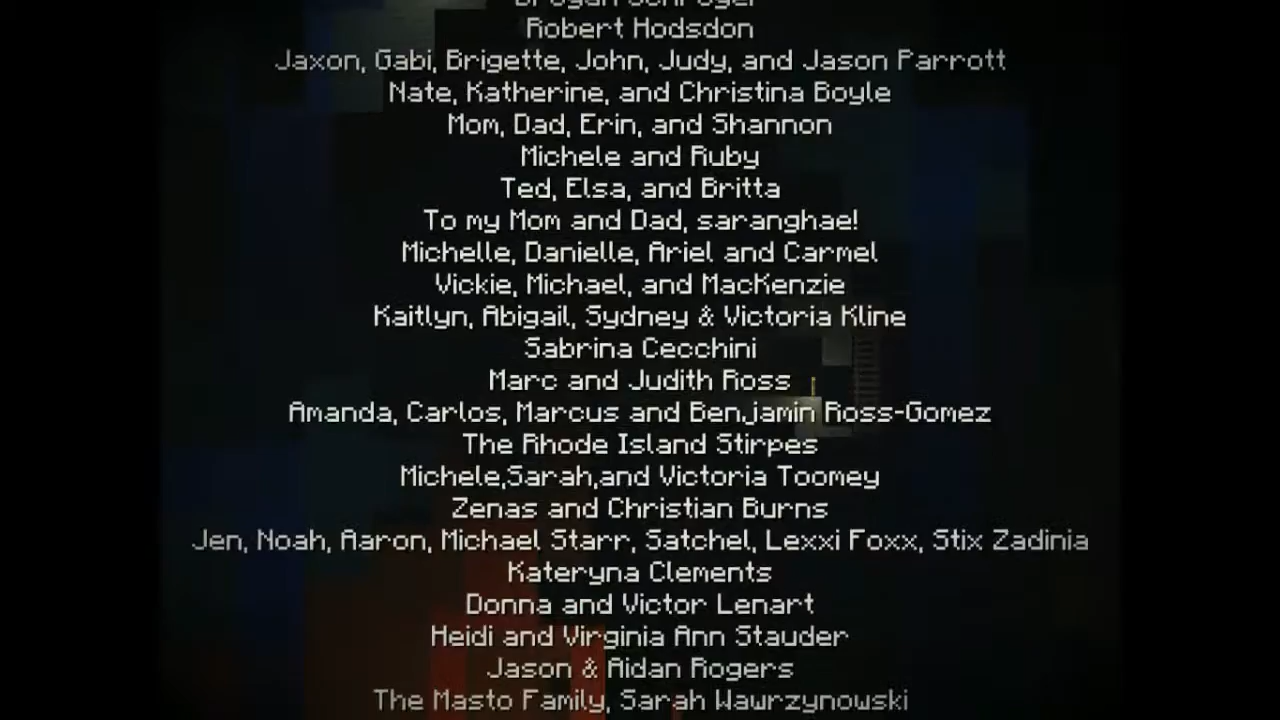 Robert Hodsdon
Jaxon, Gabi, Brigette, John, Judy, and Jason Parrott
Nate, Katherine, and Christina Boyle
Mom, Dad, Erin, and Shannon
Michele and Ruby
Ted, Elsa, and Britta
To my Mom and Dad, saranghae!
Michelle, Danielle, Ariel and Carmel
Vickie, Michael, and MacKenzie
Kaitlyn, Abigail, Sydney & Victoria Kline
Sabrina Cecchini
Marc and Judith Ross
Amanda, Carlos, Marcus and Benjamin Ross-Gomez
The Rhode Island Stirpes
Michele,Sarah,and Victoria Toomey
Zenas and Christian Burns
Jen, Noah, Aaron, Michael Starr, Satchel, Lexxi Foxx, Stix Zadinia
Kateryna Clements
Donna and Victor Lenart
Heidi and Virginia Ann Stauder
Jason & Aidan Rogers
The Masto Family, Sarah Wawrzynowski